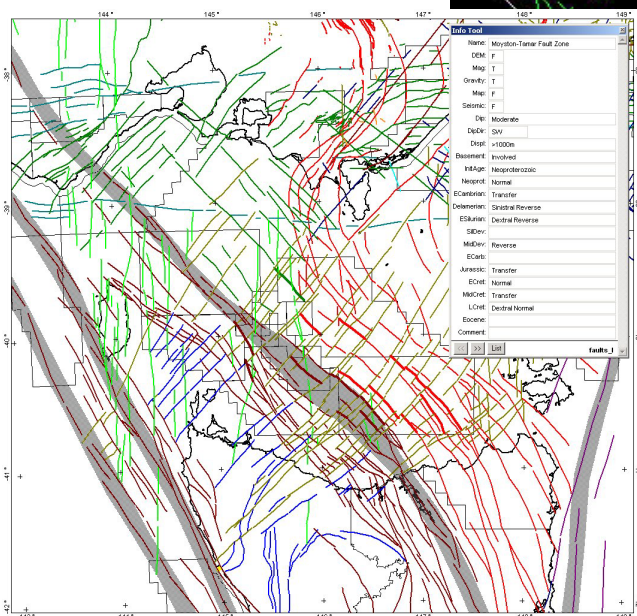 144° 145° 146° 147° 148° 149°
Info Tool
Name: Moyston-Tamar Fault Zone
DEM: F
Mag: T
Gravity: T
Map: F
Seismic: F
Dip: Moderate
DipDir: SW
Displ: >1000m
Basement: Involved
InitAge: Neoproterozoic
Neoprot: Normal
ECambrian: Transfer
Delamerian: Sinistral Reverse
ESilurian: Dextral Reverse
SilDev:
MidDev: Reverse
ECarb:
Jurassic: Transfer
ECret: Normal
MidCret: Transfer
LCret: Dextral Normal
Eocene:
Comment:
<< >> List faults_l
-38°
-39°
-40°
-41°
-42°